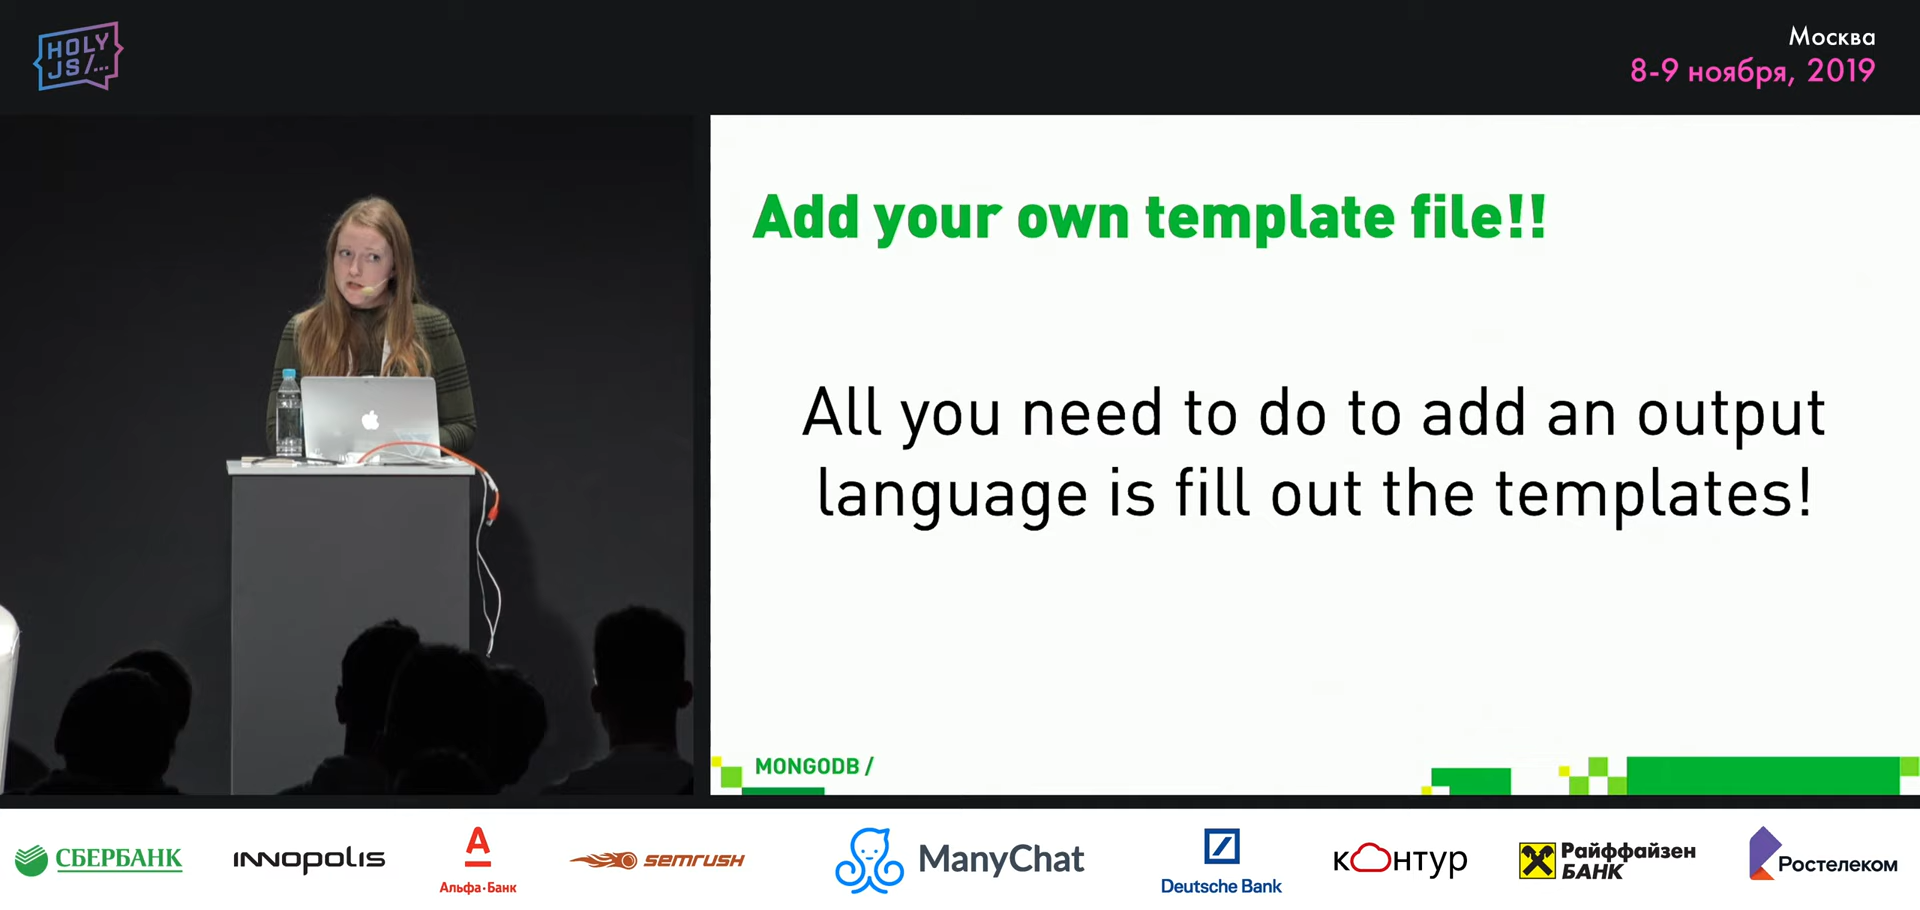 HOLY
JS/...
Москва
8-9 ноября, 2019
Add your own template file!!
All you need to do to add an output
language is fill out the templates!
MONGODB /
СБЕРБАНК
INNOPOLIS
А
Альфа·Банк
semrush
ManyChat
Deutsche Bank
контур
Райффайзен
БАНК
Ростелеком